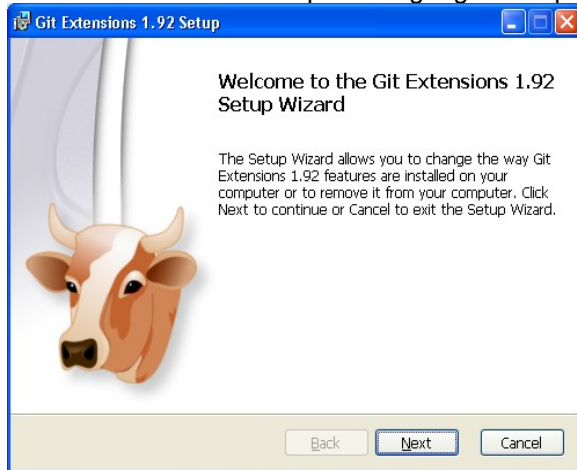 Git Extensions 1.92 Setup
Welcome to the Git Extensions 1.92
Setup Wizard
The Setup Wizard allows you to change the way Git
Extensions 1.92 features are installed on your
computer or to remove it from your computer. Click
Next to continue or Cancel to exit the Setup Wizard.
Back
Next
Cancel